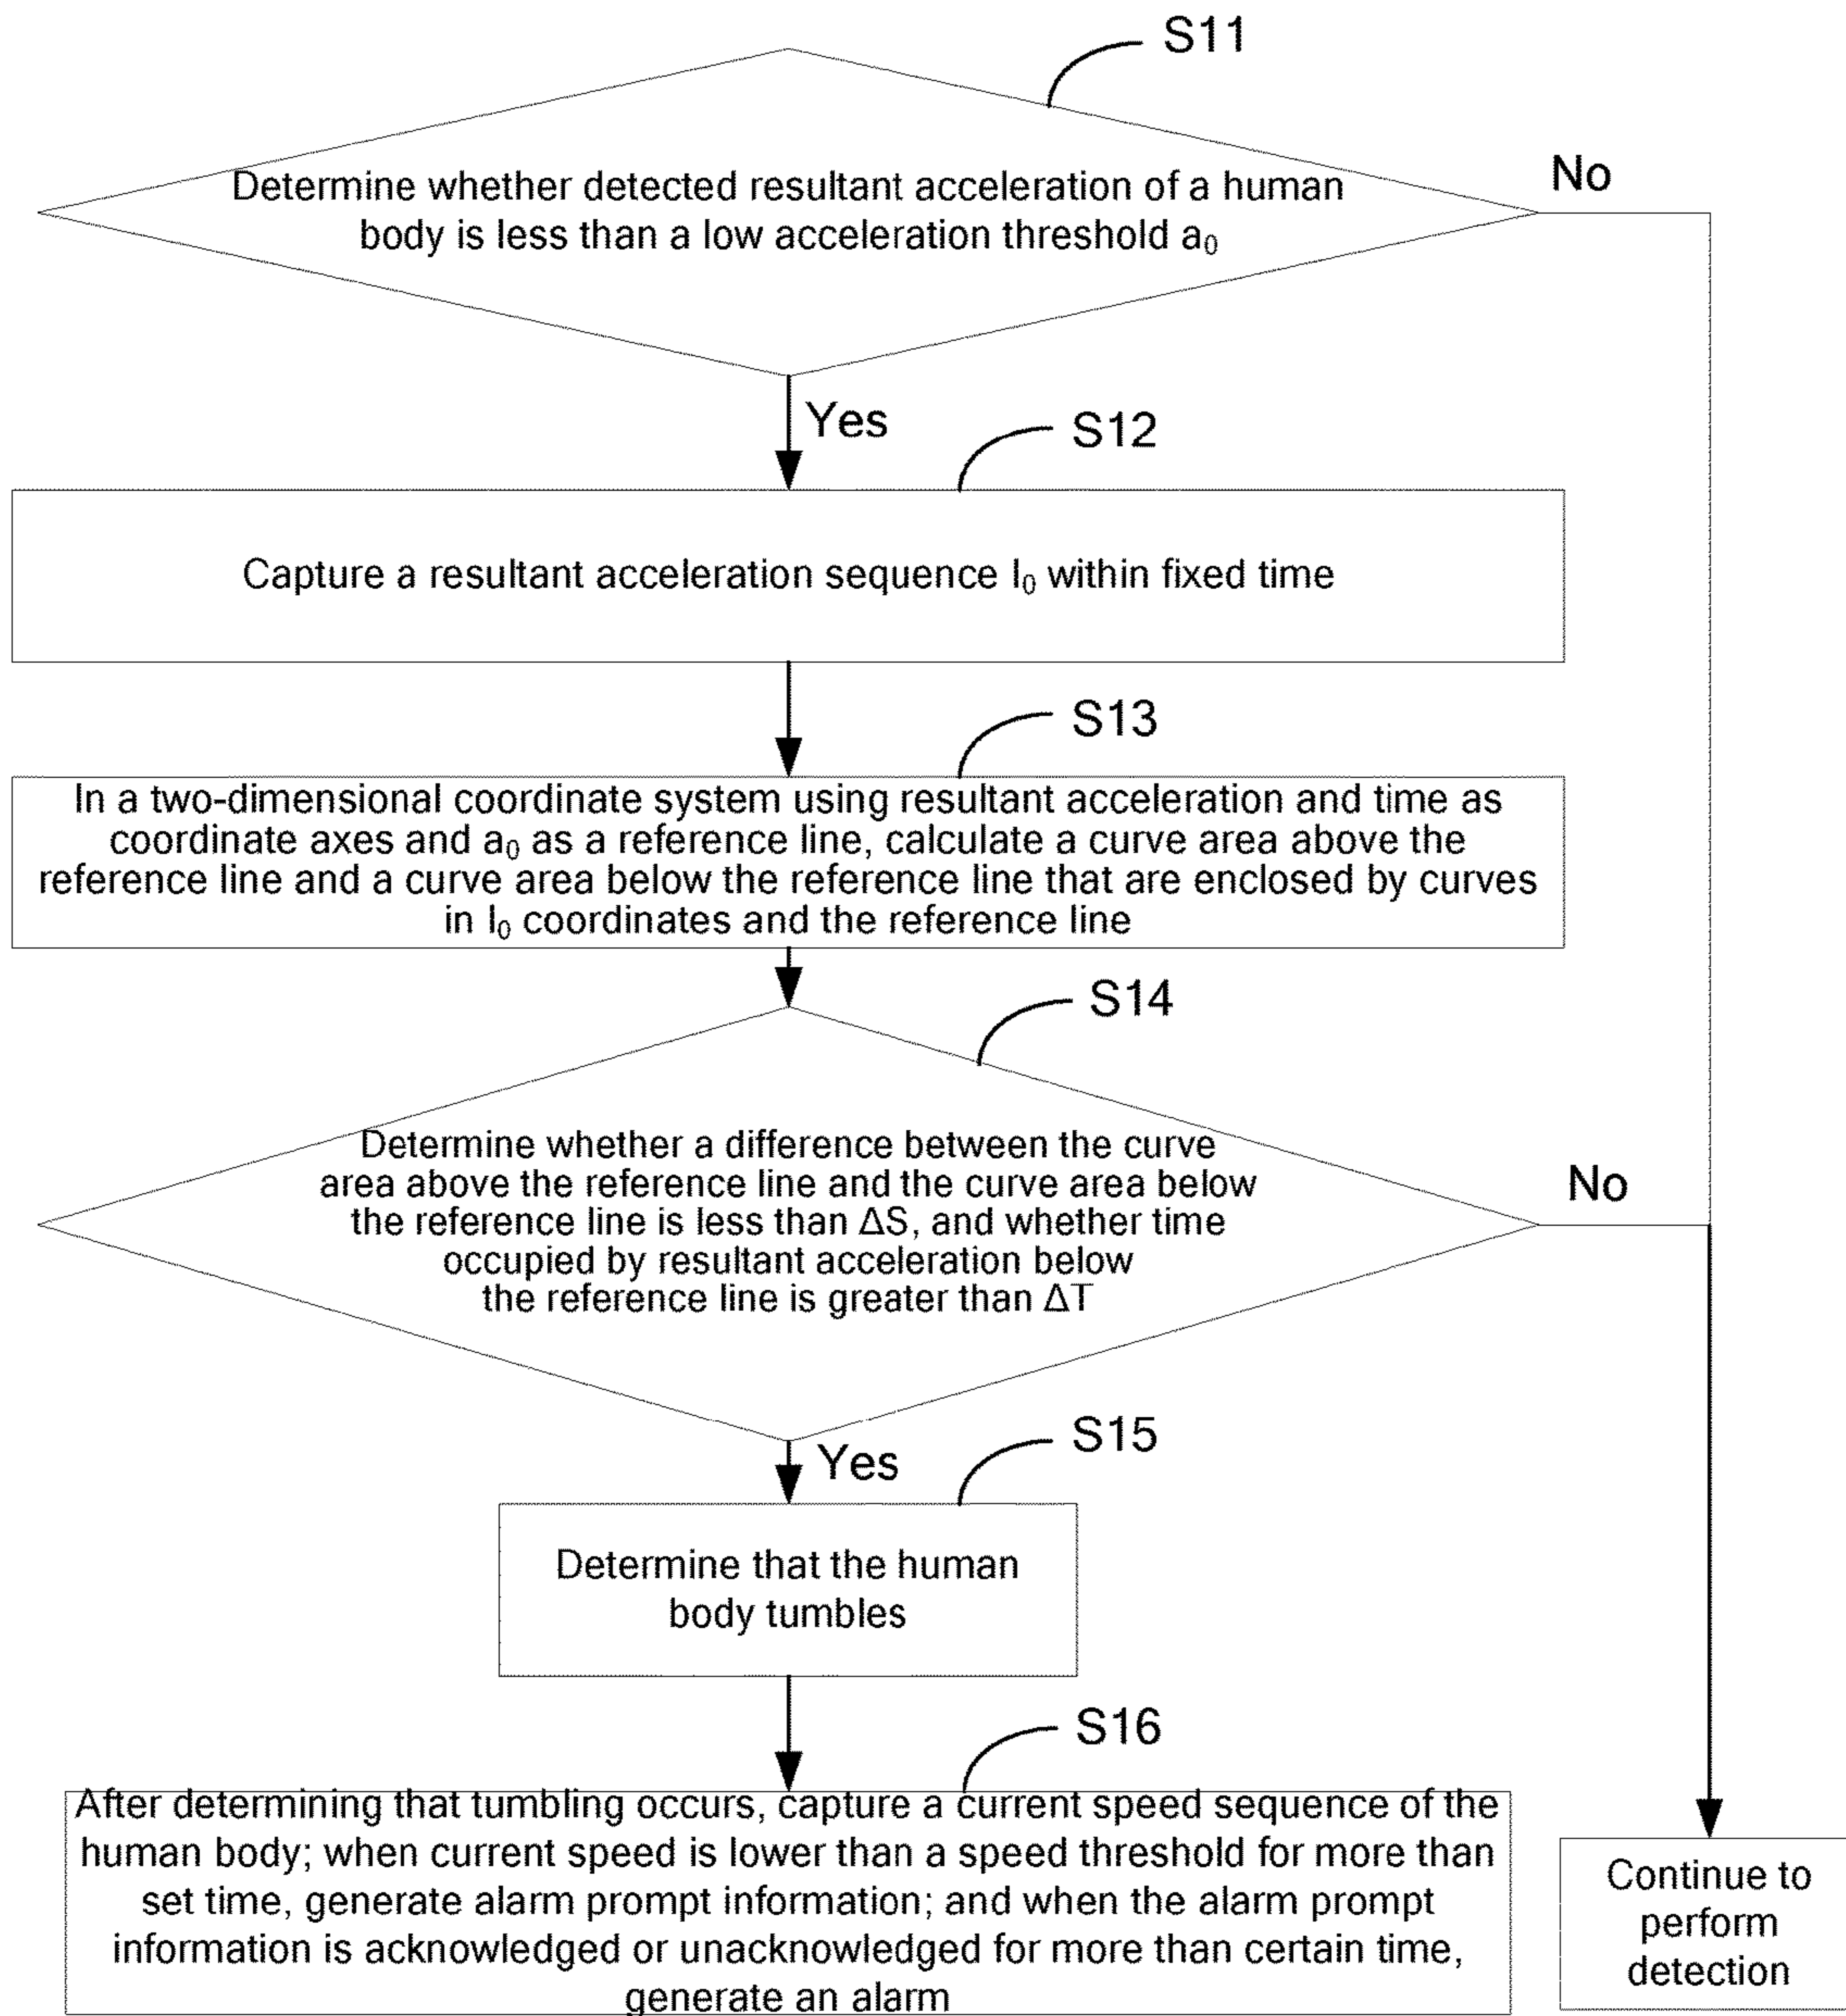 S11
Determine whether detected resultant acceleration of a human
body is less than a low acceleration threshold a₀
No
Yes
S12
Capture a resultant acceleration sequence I₀ within fixed time
S13
In a two-dimensional coordinate system using resultant acceleration and time as
coordinate axes and a₀ as a reference line, calculate a curve area above the
reference line and a curve area below the reference line that are enclosed by curves
in I₀ coordinates and the reference line
S14
Determine whether a difference between the curve
area above the reference line and the curve area below
the reference line is less than ΔS, and whether time
occupied by resultant acceleration below
the reference line is greater than ΔT
No
Yes
S15
Determine that the human
body tumbles
S16
After determining that tumbling occurs, capture a current speed sequence of the
human body; when current speed is lower than a speed threshold for more than
set time, generate alarm prompt information; and when the alarm prompt
information is acknowledged or unacknowledged for more than certain time,
generate an alarm
Continue to
perform
detection